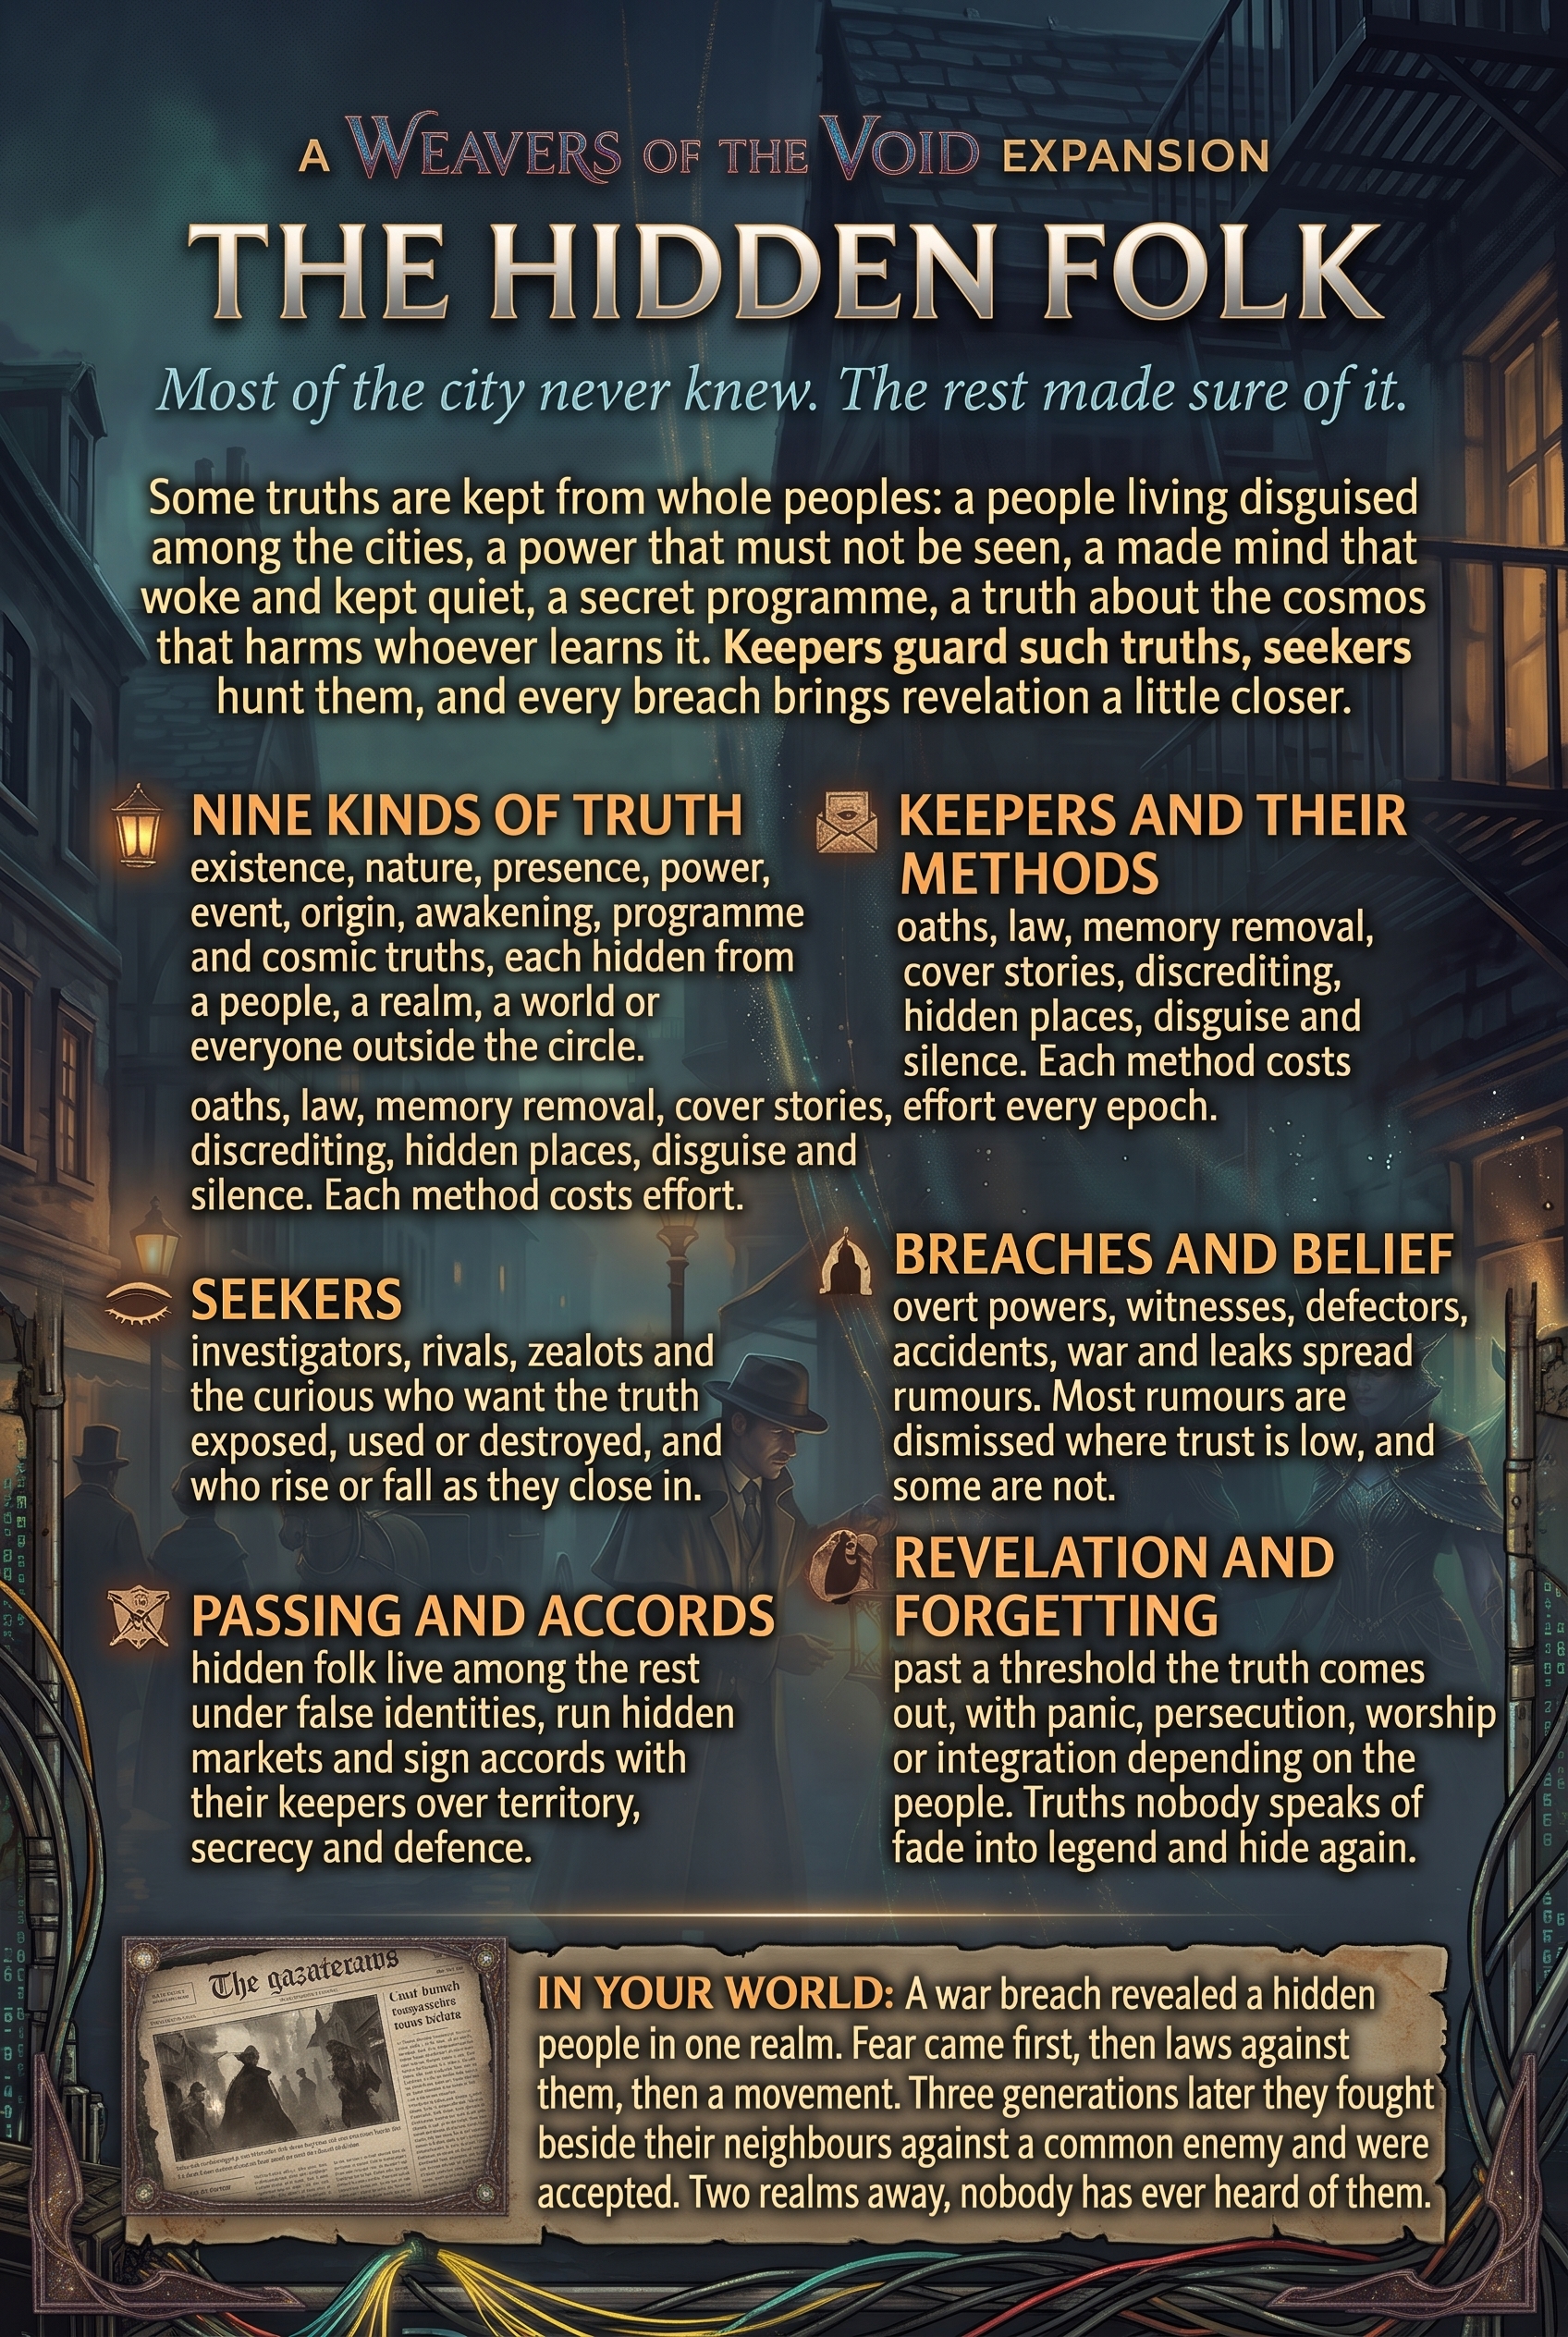 A WEAVERS OF THE VOID EXPANSION
THE HIDDEN FOLK
Most of the city never knew. The rest made sure of it.
Some truths are kept from whole peoples: a people living disguised
among the cities, a power that must not be seen, a made mind that
woke and kept quiet, a secret programme, a truth about the cosmos
that harms whoever learns it. Keepers guard such truths, seekers
hunt them, and every breach brings revelation a little closer.
NINE KINDS OF TRUTH
existence, nature, presence, power,
event, origin, awakening, programme
and cosmic truths, each hidden from
a people, a realm, a world or
everyone outside the circle.
oaths, law, memory removal, cover stories,
discrediting, hidden places, disguise and
silence. Each method costs effort.
KEEPERS AND THEIR
METHODS
oaths, law, memory removal,
cover stories, discrediting,
hidden places, disguise and
silence. Each method costs
effort every epoch.
SEEKERS
investigators, rivals, zealots and
the curious who want the truth
exposed, used or destroyed, and
who rise or fall as they close in.
BREACHES AND BELIEF
overt powers, witnesses, defectors,
accidents, war and leaks spread
rumours. Most rumours are
dismissed where trust is low, and
some are not.
PASSING AND ACCORDS
hidden folk live among the rest
under false identities, run hidden
markets and sign accords with
their keepers over territory,
secrecy and defence.
REVELATION AND
FORGETTING
past a threshold the truth comes
out, with panic, persecution, worship
or integration depending on the
people. Truths nobody speaks of
fade into legend and hide again.
The gazateraws
IN YOUR WORLD: A war breach revealed a hidden
people in one realm. Fear came first, then laws against
them, then a movement. Three generations later they fought
beside their neighbours against a common enemy and were
accepted. Two realms away, nobody has ever heard of them.